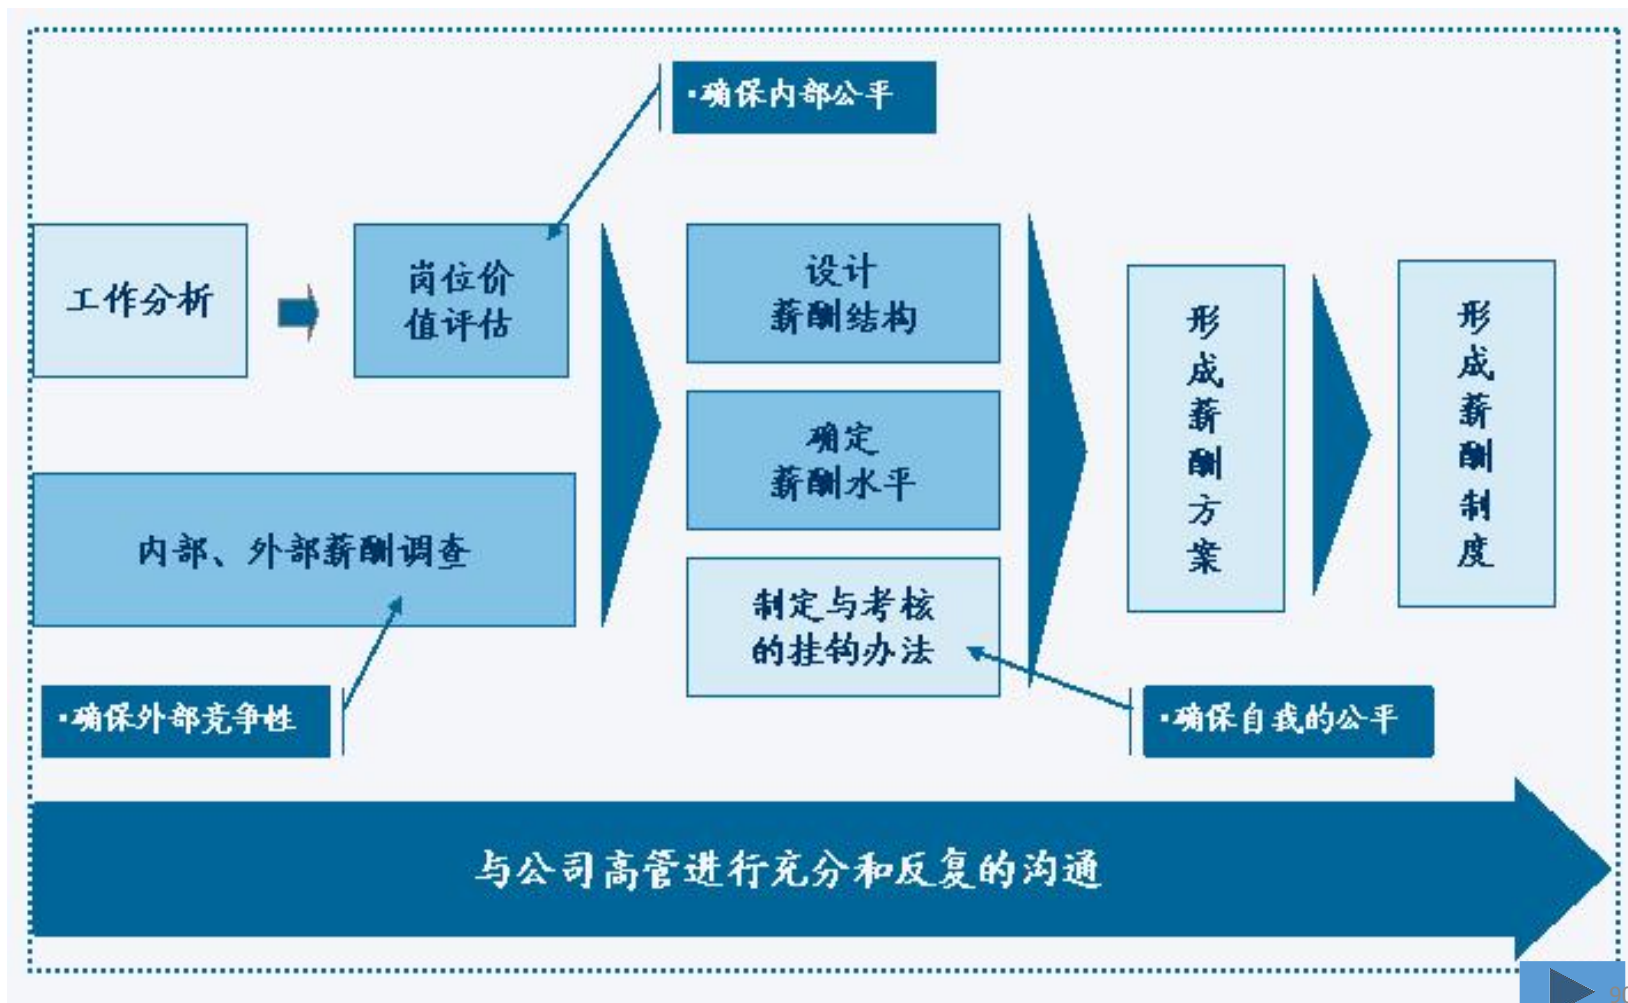 ·确保内部公平
工作分析
岗位价
值评估
内部、外部薪酬调查
·确保外部竞争性
设计
薪酬结构
确定
薪酬水平
制定与考核
的挂钩办法
·确保自我的公平
形成薪酬方案
形成薪酬制度
与公司高管进行充分和反复的沟通